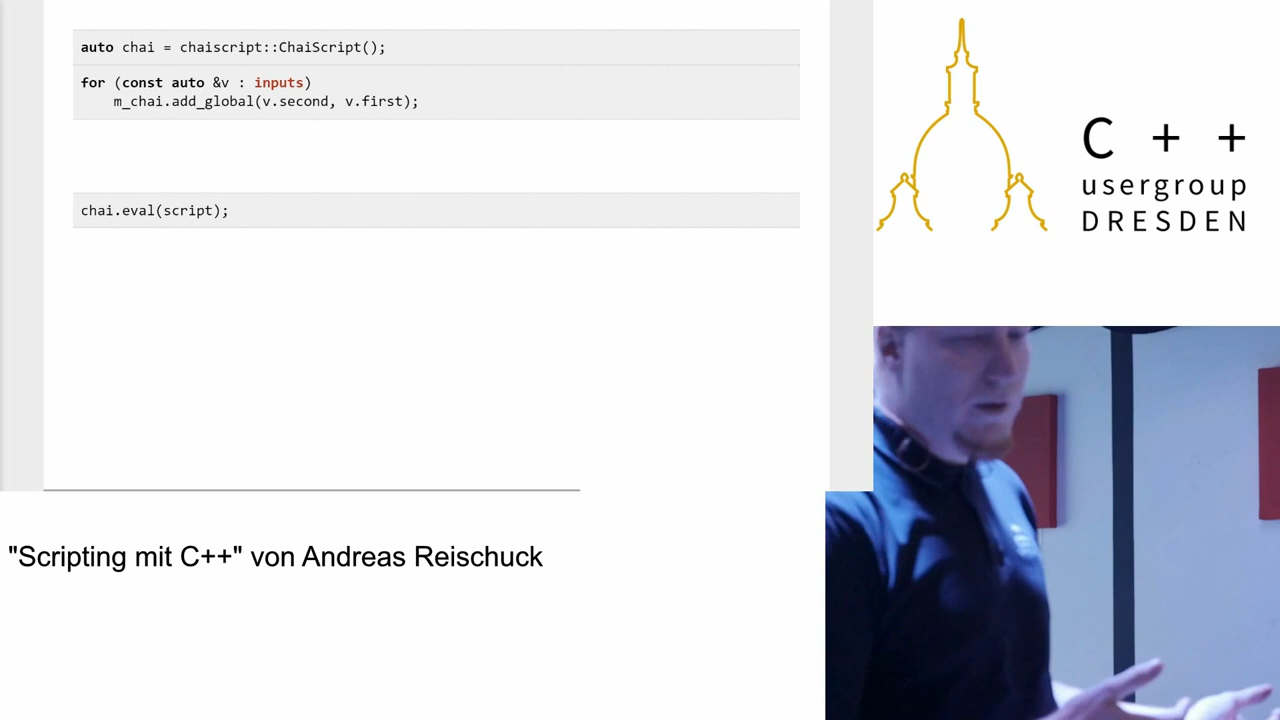 auto chai = chaiscript::ChaiScript();
for (const auto &v : inputs)
    m_chai.add_global(v.second, v.first);
chai.eval(script);
C + +
usergroup
DRESDEN
"Scripting mit C++" von Andreas Reischuck